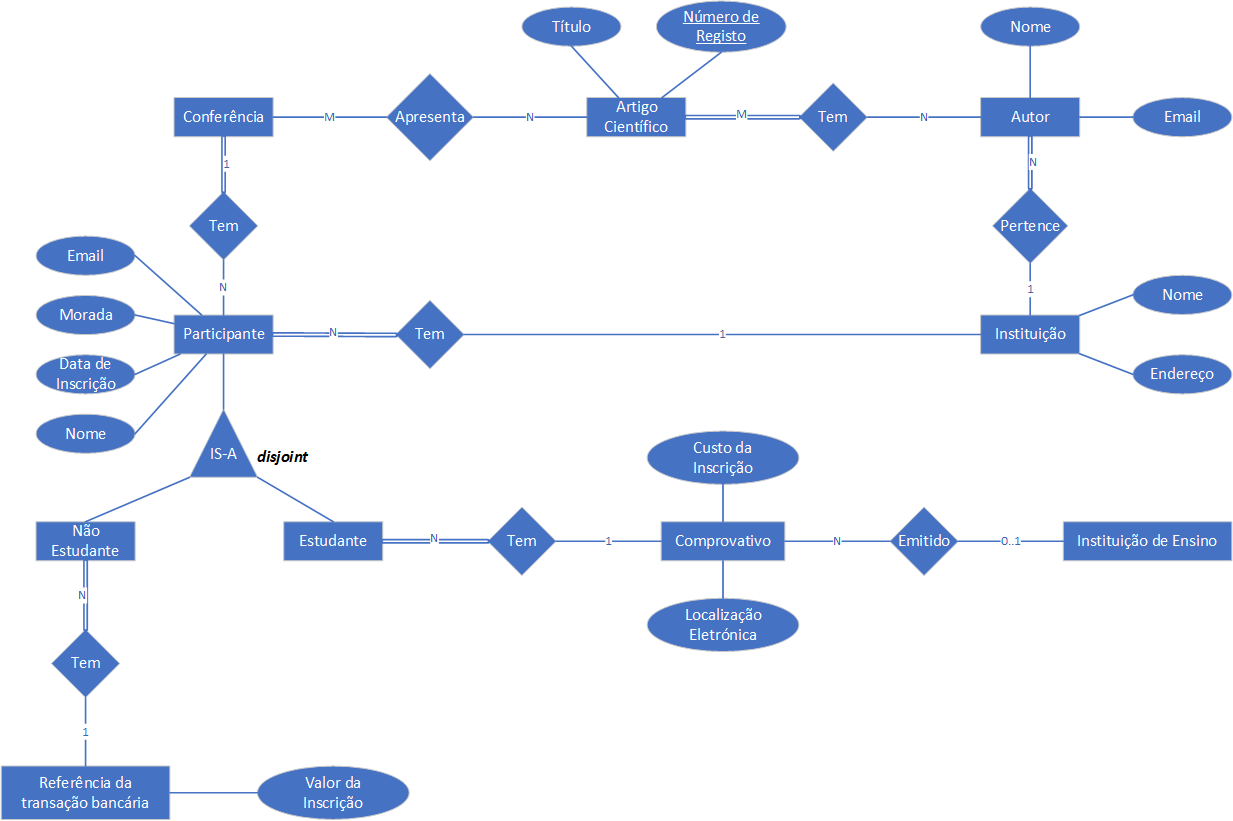 Título
Número de
Registo
Nome
Conferência
M
Apresenta
N
Artigo
Científico
M
Tem
N
Autor
Email
1
N
Tem
Pertence
Email
N
1
Nome
Morada
Participante
N
Tem
1
Instituição
Data de
Inscrição
Endereço
Nome
IS-A
disjoint
Custo da
Inscrição
Não
Estudante
Estudante
N
Tem
1
Comprovativo
N
Emitido
0..1
Instituição de Ensino
N
Localização
Eletrónica
Tem
1
Referência da
transação bancária
Valor da
Inscrição